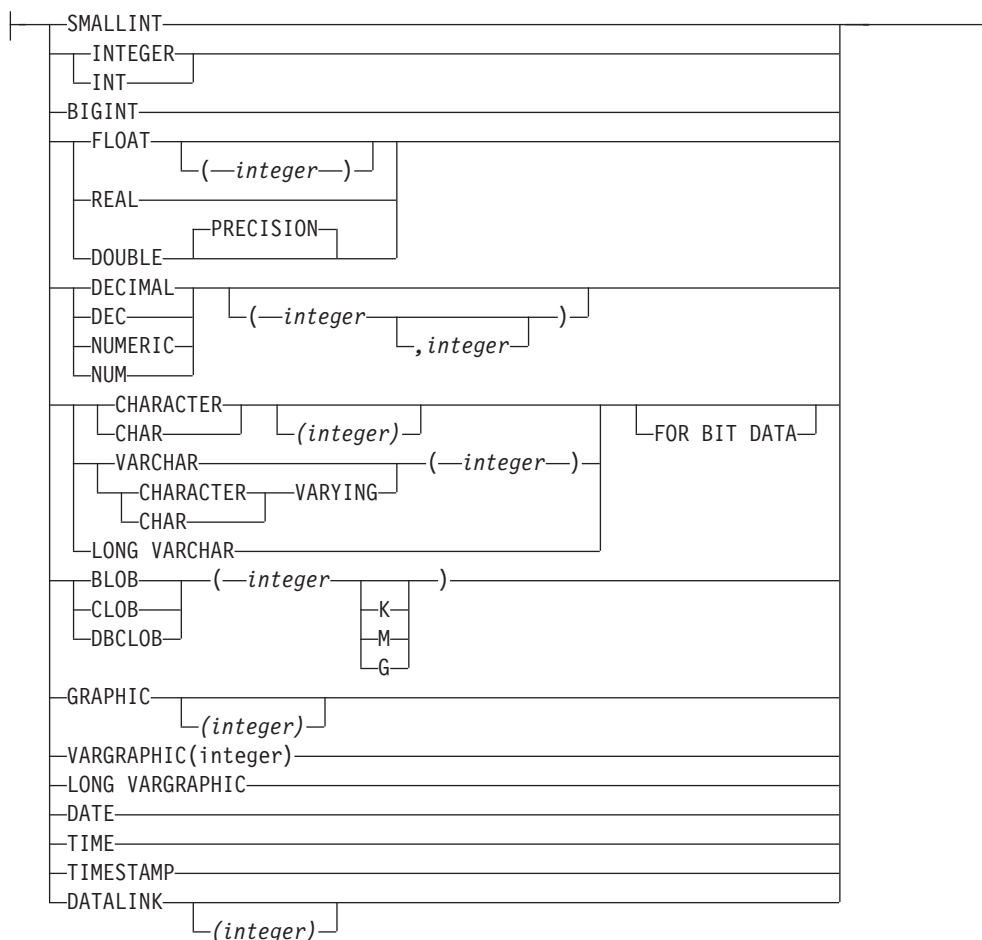 SMALLINT
INTEGER
INT
BIGINT
FLOAT
( integer )
REAL
PRECISION
DOUBLE
DECIMAL
DEC ( integer )
,integer
NUMERIC
NUM
CHARACTER
CHAR (integer) FOR BIT DATA
VARCHAR ( integer )
CHARACTER VARYING
CHAR
LONG VARCHAR
BLOB ( integer )
CLOB K
DBCLOB M
G
GRAPHIC
(integer)
VARGRAPHIC(integer)
LONG VARGRAPHIC
DATE
TIME
TIMESTAMP
DATALINK
(integer)